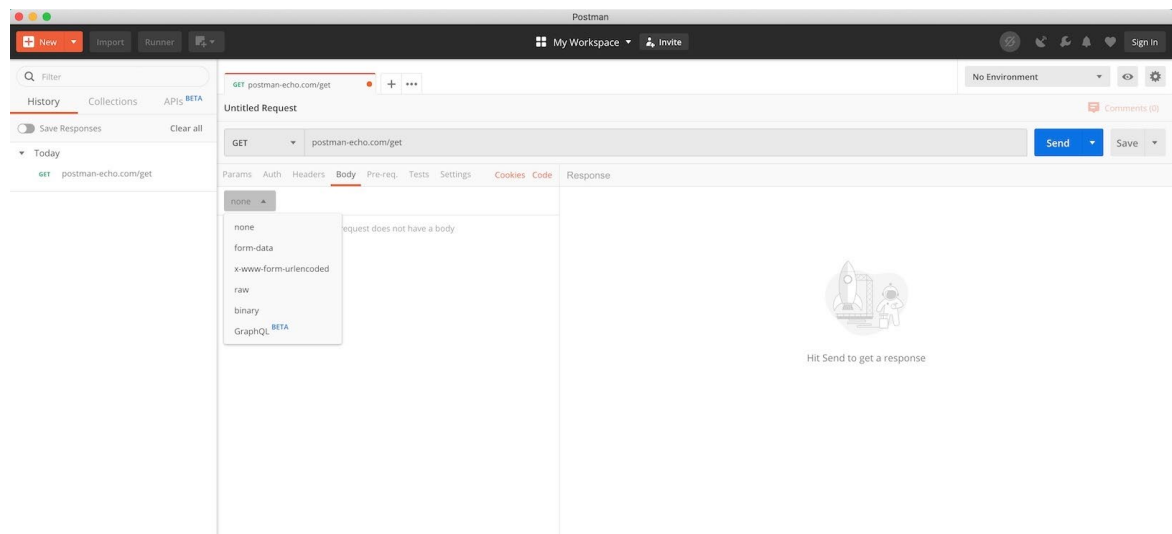 Postman
New Import Runner My Workspace Invite Sign In
Filter
History Collections APIs BETA
Save Responses Clear all
Today
GET postman-echo.com/get
GET postman-echo.com/get No Environment
Untitled Request Comments (0)
GET postman-echo.com/get Send Save
Params Auth Headers Body Pre-req. Tests Settings Cookies Code Response
none
none equest does not have a body
form-data
x-www-form-urlencoded
raw
binary
GraphQL BETA
Hit Send to get a response